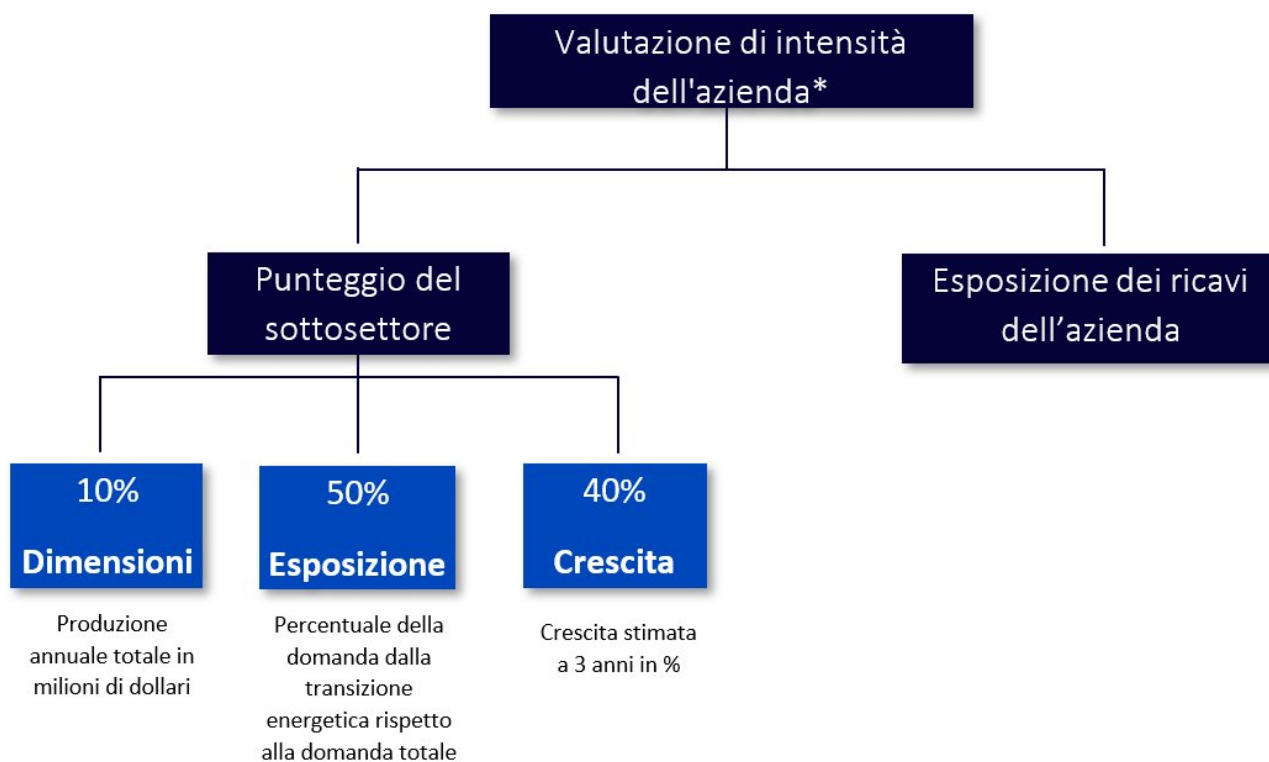 Valutazione di intensità
dell'azienda*
Punteggio del
sottosettore
Esposizione dei ricavi
dell’azienda
10%
Dimensioni
Produzione
annuale totale in
milioni di dollari
50%
Esposizione
Percentuale della
domanda dalla
transizione
energetica rispetto
alla domanda totale
40%
Crescita
Crescita stimata
a 3 anni in %